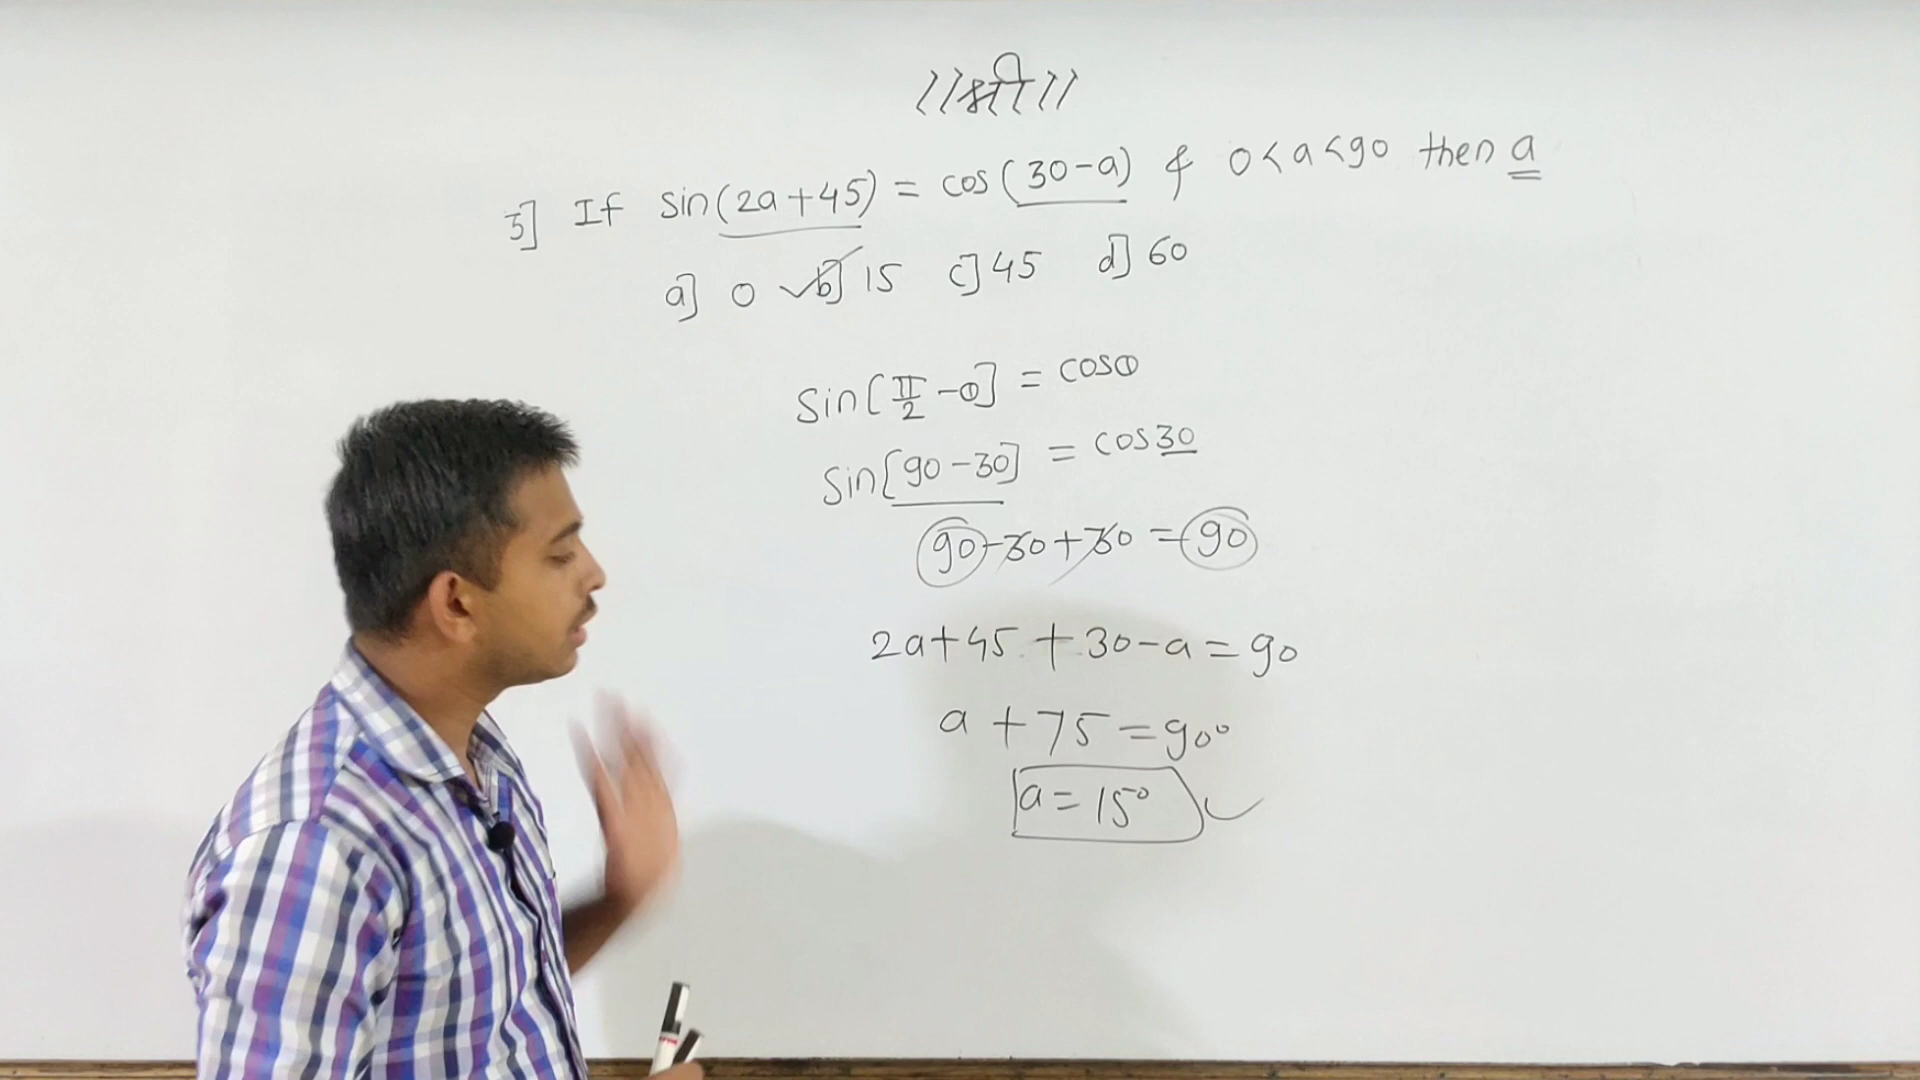 ॥श्री॥
5] If sin(2a+45) = cos(30-a) & 0<a<90 then a
a] 0 ✓b] 15 c] 45 d] 60
Sin[π/2 -θ] = cosθ
Sin[90-30] = cos30
90-30+30 = 90
2a+45 +30-a=90
a +75=90°
a= 15° ✓